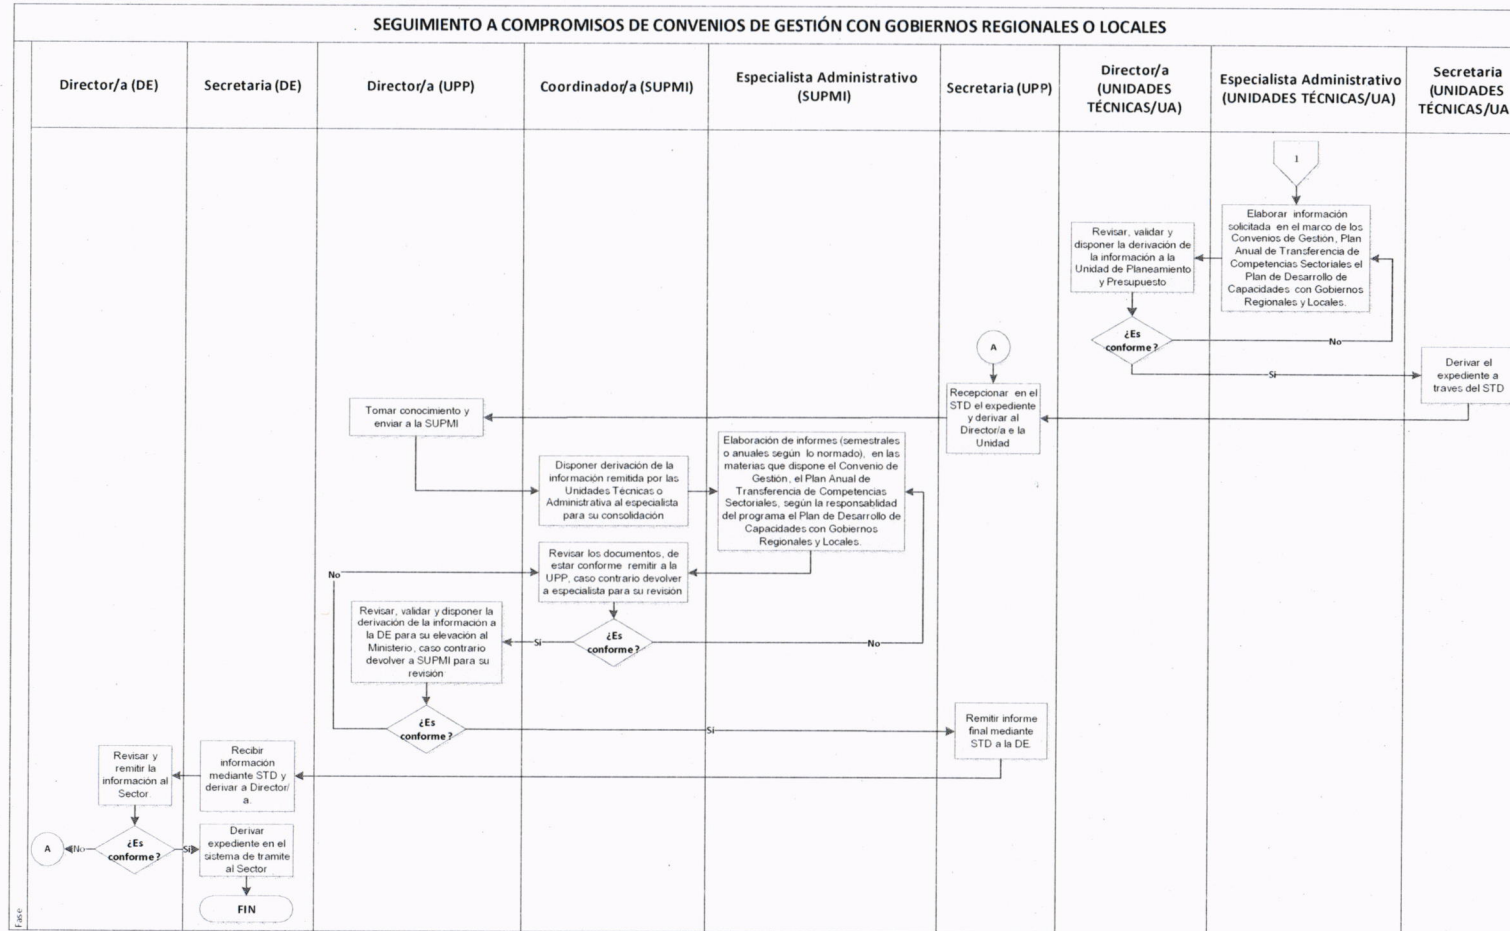 SEGUIMIENTO A COMPROMISOS DE CONVENIOS DE GESTIÓN CON GOBIERNOS REGIONALES O LOCALES
Director/a (DE)
Secretaria (DE)
Director/a (UPP)
Coordinador/a (SUPMI)
Especialista Administrativo
(SUPMI)
Secretaria (UPP)
Director/a
(UNIDADES
TÉCNICAS/UA)
Especialista Administrativo
(UNIDADES TÉCNICAS/UA)
Secretaria
(UNIDADES
TÉCNICAS/UA
1
Elaborar información
solicitada en el marco de los
Convenios de Gestión, Plan
Anual de Transferencia de
Competencias Sectoriales el
Plan de Desarrollo de
Capacidades con Gobiernos
Regionales y Locales.
Revisar, validar y
disponer la derivación de
la información a la
Unidad de Planeamiento
y Presupuesto
¿Es
conforme?
No
Si
Derivar el
expediente a
traves del STD
A
Recepcionar en el
STD el expediente
y derivar al
Director/a e la
Unidad
Tomar conocimiento y
enviar a la SUPMI
Disponer derivación de la
información remitida por las
Unidades Técnicas o
Administrativa al especialista
para su consolidación
Elaboración de informes (semestrales
o anuales según lo normado), en las
materias que dispone el Convenio de
Gestión, el Plan Anual de
Transferencia de Competencias
Sectoriales, según la responsablidad
del programa el Plan de Desarrollo de
Capacidades con Gobiernos
Regionales y Locales.
Revisar los documentos, de
estar conforme remitir a la
UPP, caso contrario devolver
a especialista para su revisión
¿Es
conforme?
No
Si
Revisar, validar y disponer la
derivación de la información a
la DE para su elevación al
Ministerio, caso contrario
devolver a SUPMI para su
revisión
¿Es
conforme?
No
Si
Remitir informe
final mediante
STD a la DE
Recibir
información
mediante STD y
derivar a Director/
a.
Revisar y
remitir la
información al
Sector
¿Es
conforme?
No
A
Si
Derivar
expediente en el
sistema de tramite
al Sector
FIN
Fase